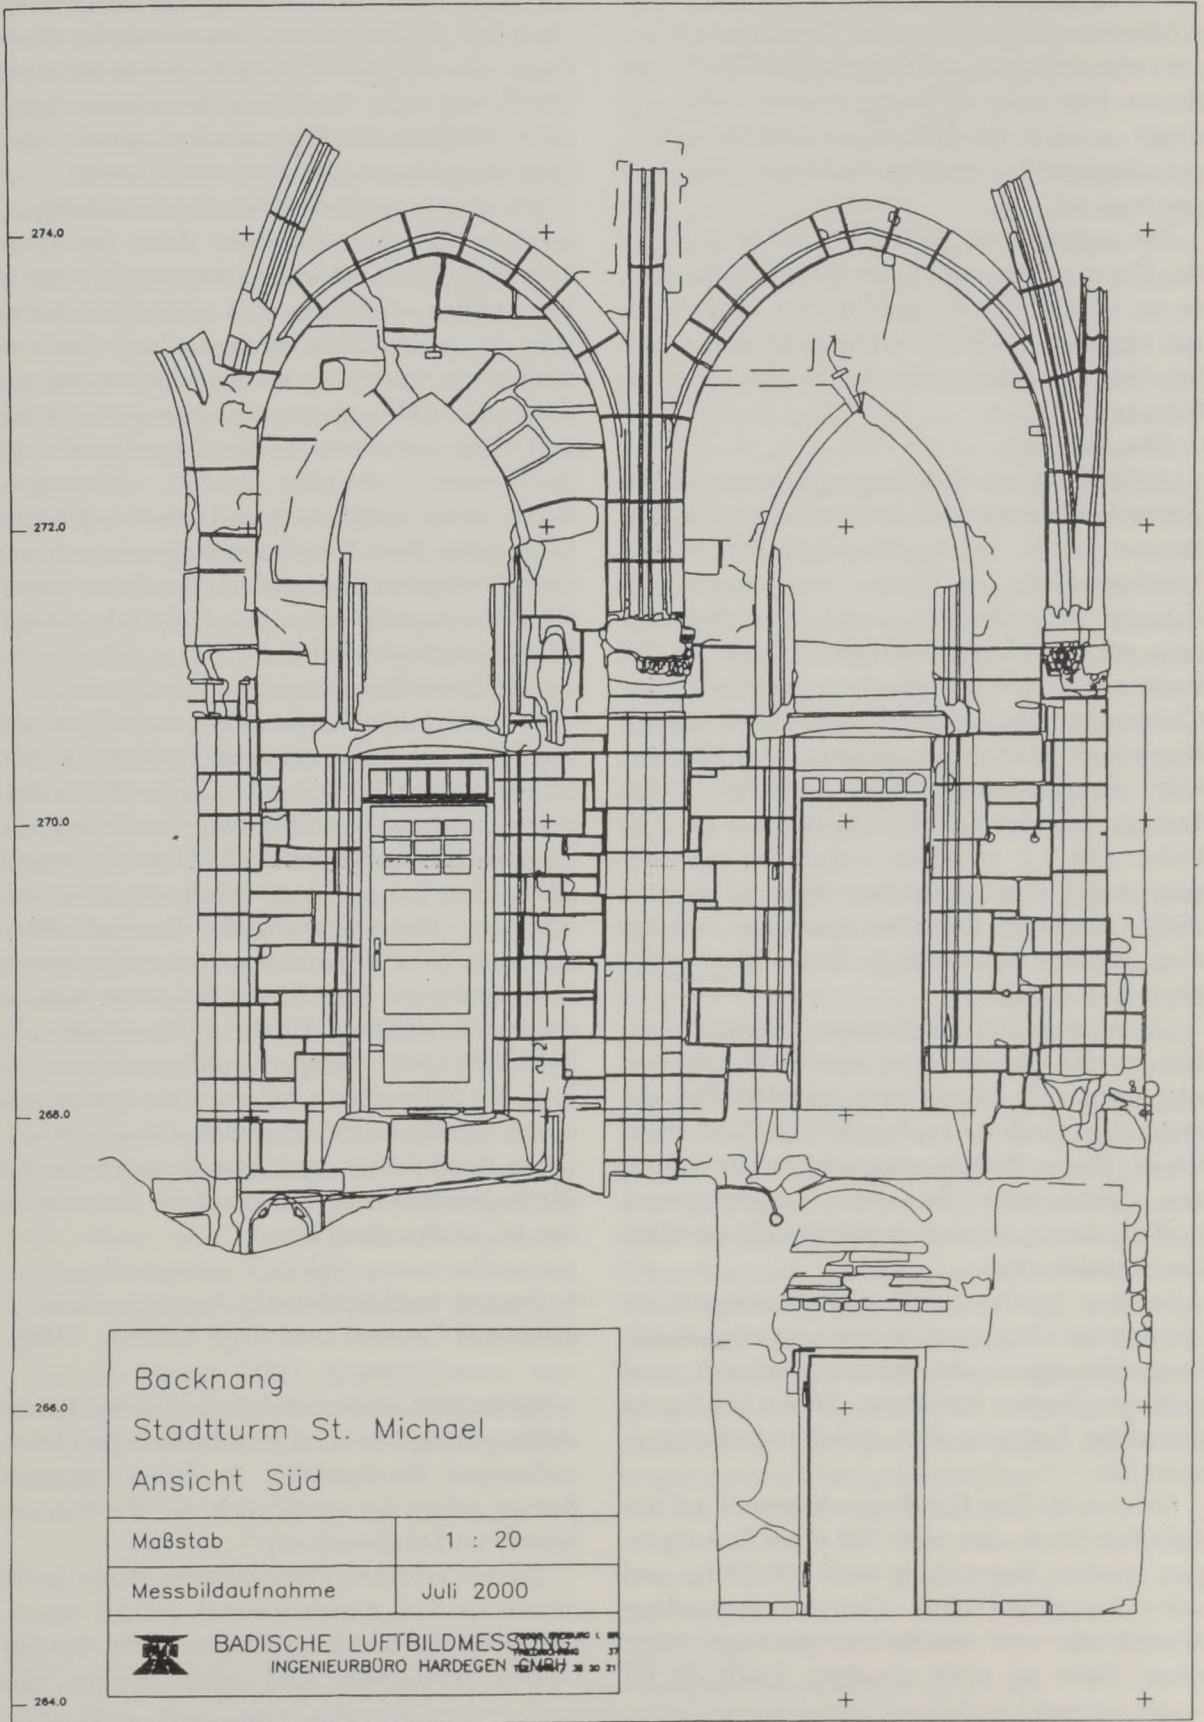 274.0
272.0
270.0
268.0
266.0
264.0
Backnang
Stadtturm St. Michael
Ansicht Süd
Maßstab 1 : 20
Messbildaufnahme Juli 2000
BADISCHE LUFTBILDMESSUNG
INGENIEURBÜRO HARDEGEN GMBH